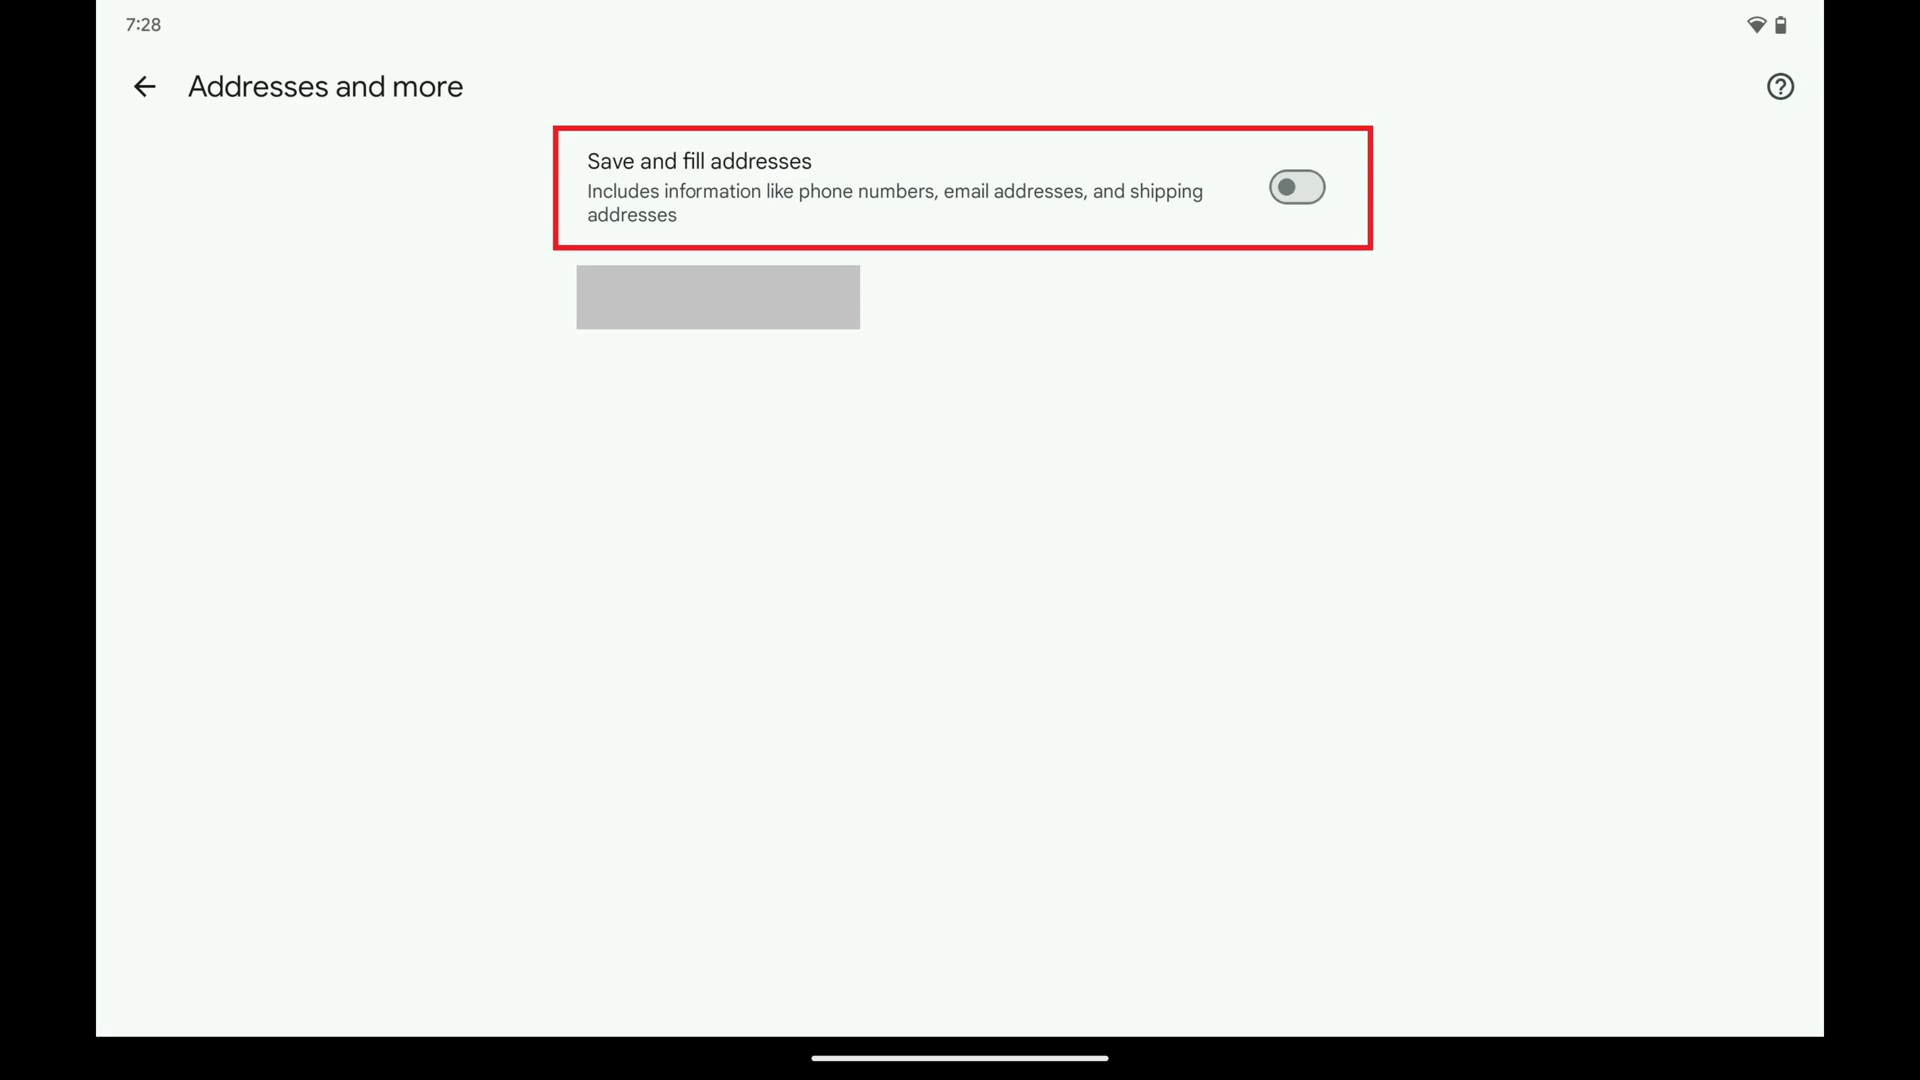 7:28
Addresses and more
Save and fill addresses
Includes information like phone numbers, email addresses, and shipping
addresses